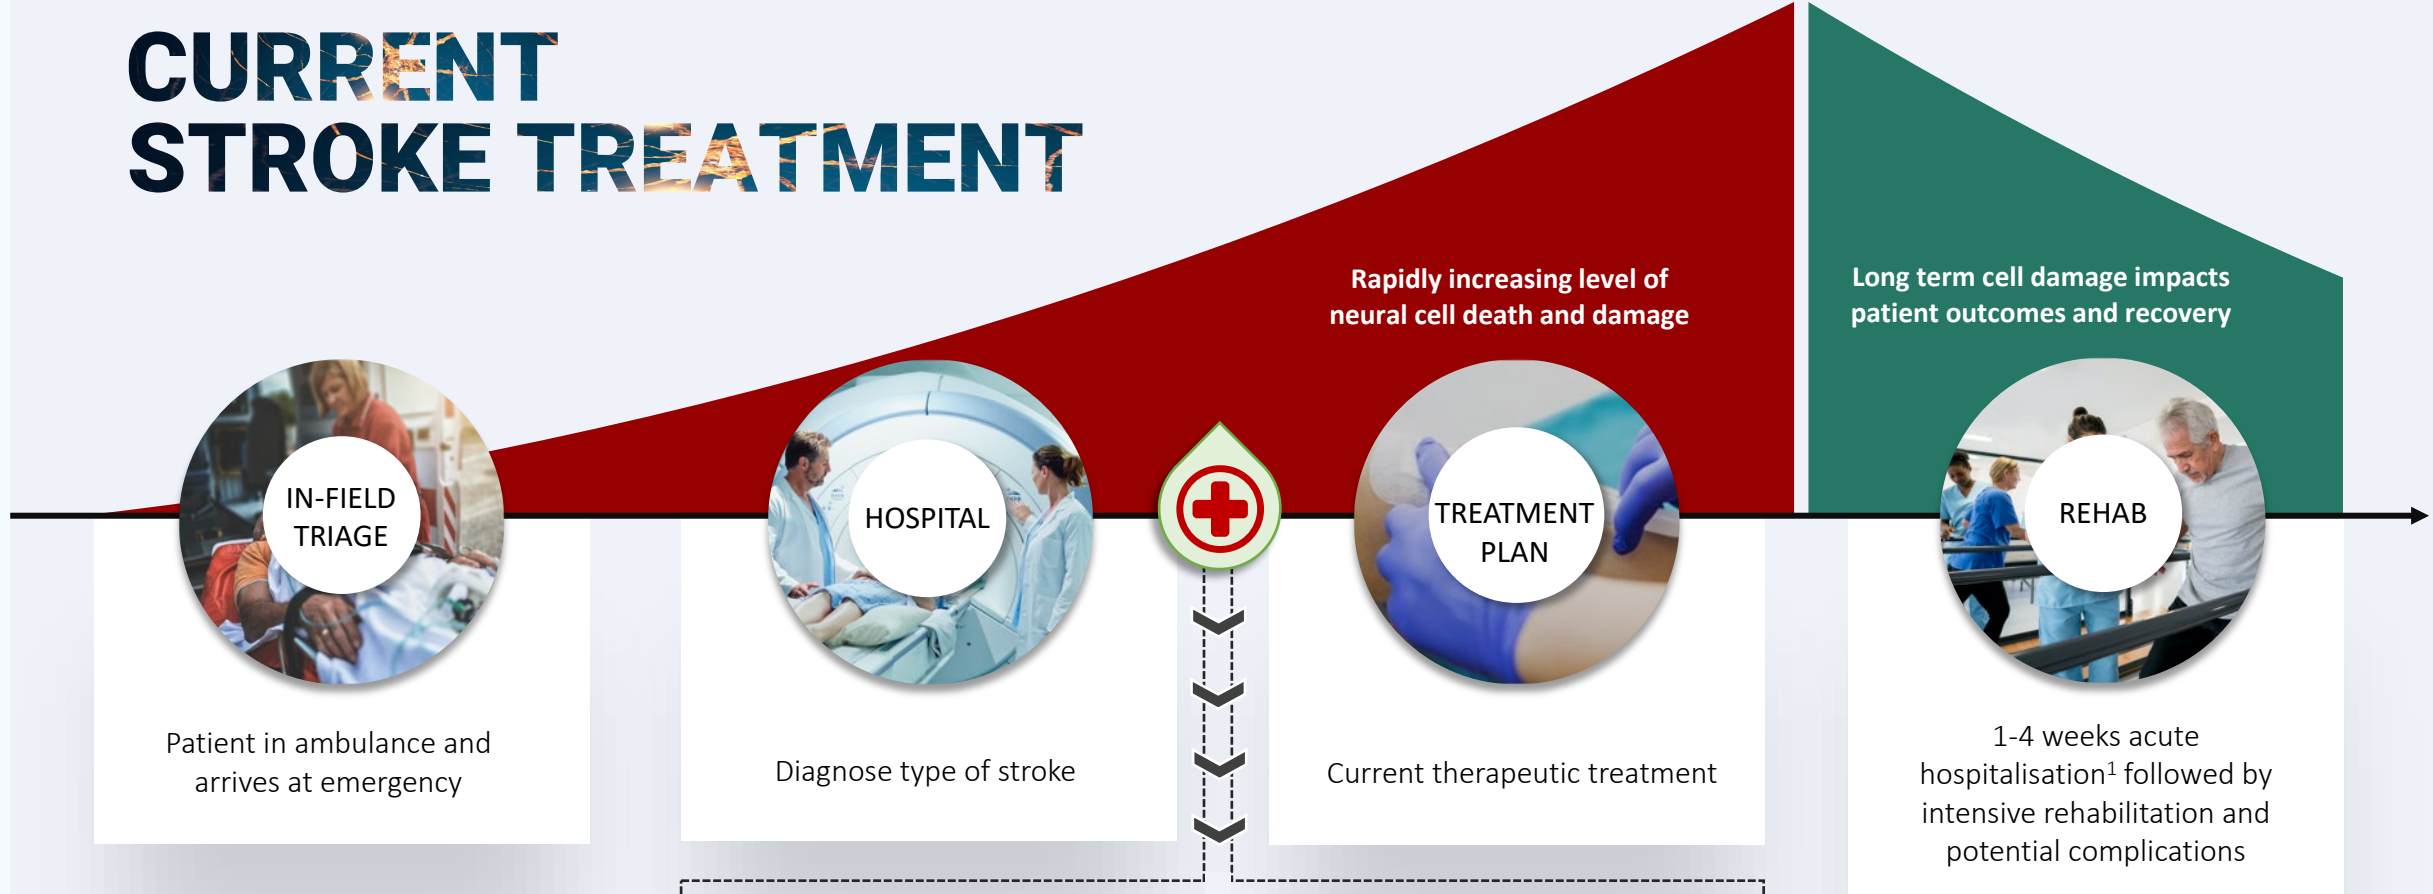 CURRENT
STROKE TREATMENT
Rapidly increasing level of
neural cell death and damage
Long term cell damage impacts
patient outcomes and recovery
IN-FIELD
TRIAGE
HOSPITAL
TREATMENT
PLAN
REHAB
Patient in ambulance and
arrives at emergency
Diagnose type of stroke
Current therapeutic treatment
1-4 weeks acute
hospitalisation¹ followed by
intensive rehabilitation and
potential complications